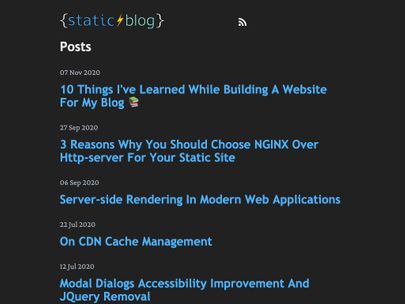 {static⚡blog}
Posts
07 Nov 2020
10 Things I've Learned While Building A Website
For My Blog 📚
27 Sep 2020
3 Reasons Why You Should Choose NGINX Over
Http-server For Your Static Site
06 Sep 2020
Server-side Rendering In Modern Web Applications
22 Jul 2020
On CDN Cache Management
12 Jul 2020
Modal Dialogs Accessibility Improvement And
JQuery Removal